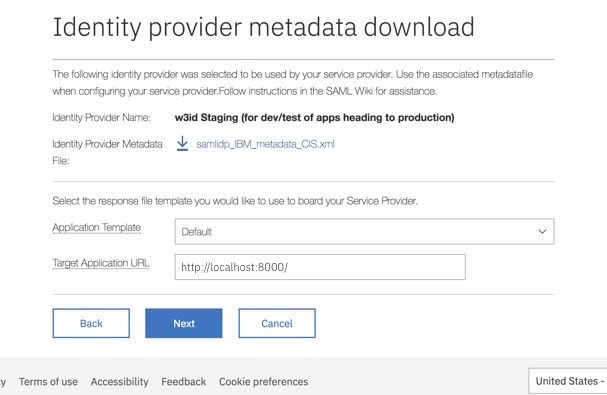 Identity provider metadata download
The following identity provider was selected to be used by your service provider. Use the associated metadatafile
when configuring your service provider.Follow instructions in the SAML Wiki for assistance.
Identity Provider Name: w3id Staging (for dev/test of apps heading to production)
Identity Provider Metadata File: samlidp_IBM_metadata_CIS.xml
Select the response file template you would like to use to board your Service Provider.
Application Template Default
Target Application URL http://localhost:8000/
Back Next Cancel
cy Terms of use Accessibility Feedback Cookie preferences United States -